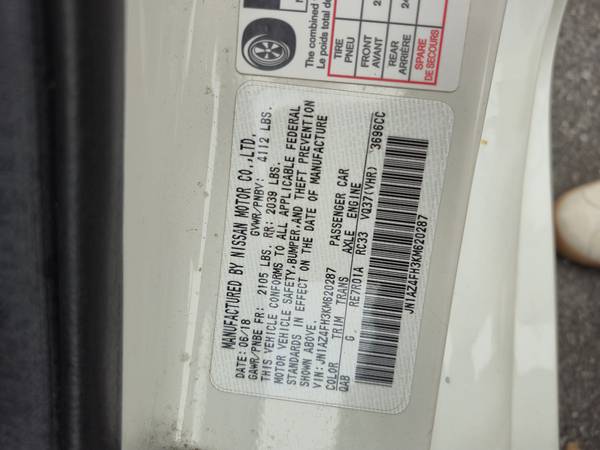 The combined
Le poids total de
TIRE
PNEU
FRONT
AVANT
REAR
ARRIÈRE
SPARE
DE SECOURS
MANUFACTURED BY NISSAN MOTOR CO.,LTD.
DATE: 06/18 GVWR/PNBV: 4112 LBS.
GAWR/PNBE FR: 2105 LBS. RR: 2039 LBS.
THIS VEHICLE CONFORMS TO ALL APPLICABLE FEDERAL
MOTOR VEHICLE SAFETY,BUMPER,AND THEFT PREVENTION
STANDARDS IN EFFECT ON THE DATE OF MANUFACTURE
SHOWN ABOVE.
VIN: JN1AZ4FH3KM620287 PASSENGER CAR
COLOR TRIM TRANS AXLE ENGINE
QAB G RE7R01A RC33 VQ37(VHR) 3696CC
JN1AZ4FH3KM620287